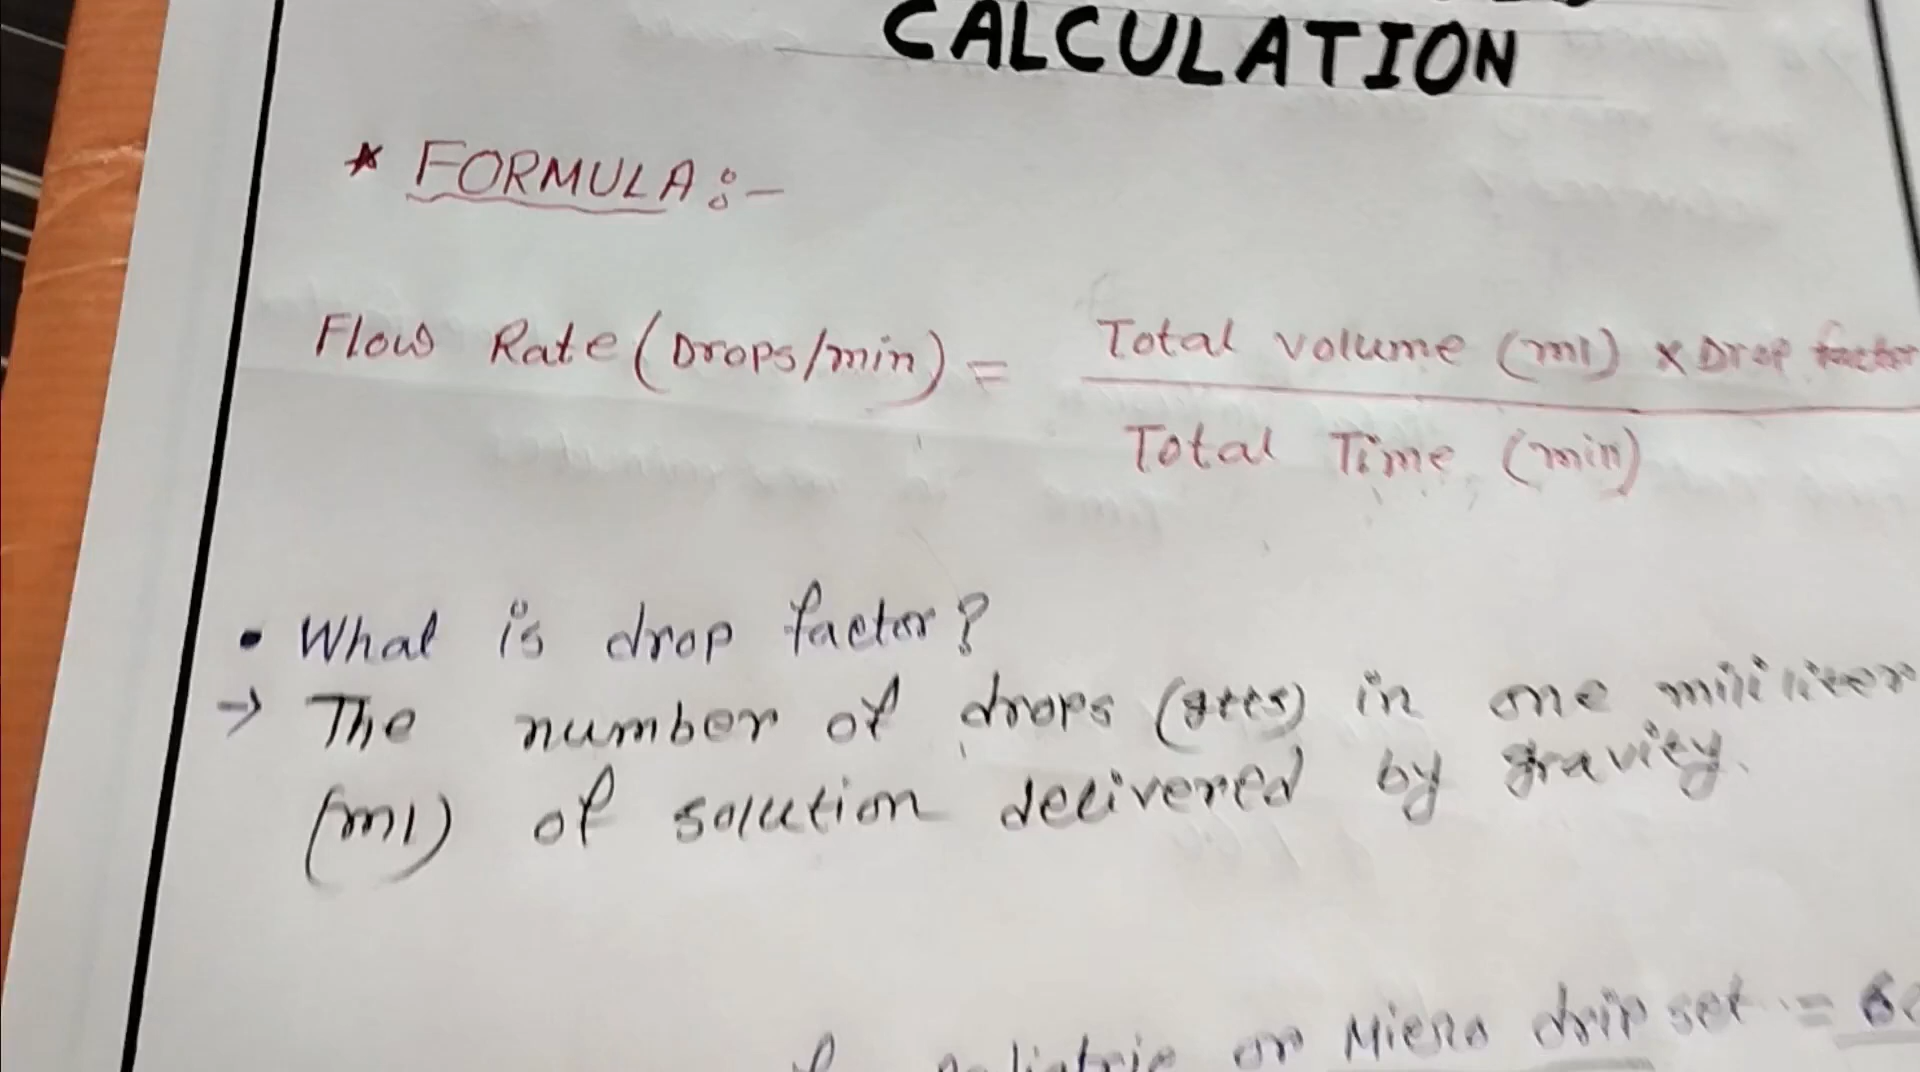 CALCULATION
* FORMULA :-
Flow Rate (Drops/min) = Total volume (ml) x Drop factor
Total Time (min)
• What is drop factor?
→ The number of drops (gtts) in one mililiter
(ml) of solution delivered by gravity.
or Micro drip set =